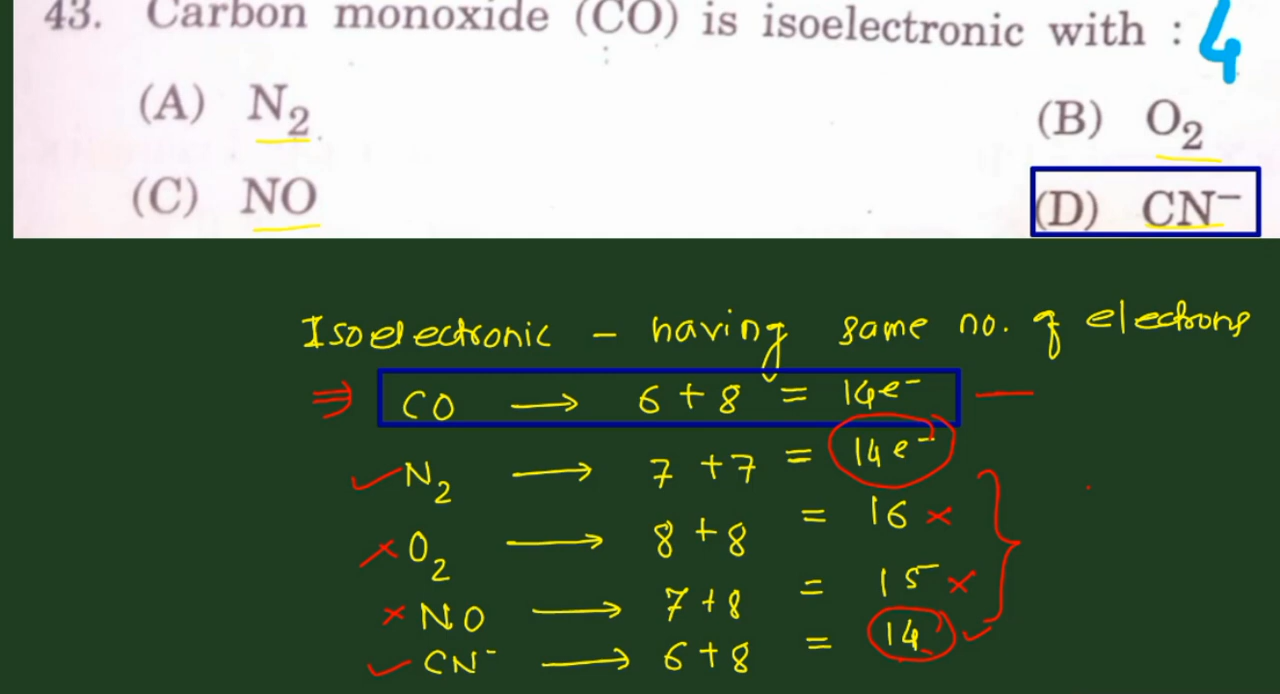 43. Carbon monoxide (CO) is isoelectronic with : 4
(A) N₂
(B) O₂
(C) NO
(D) CN⁻
Isoelectronic – having same no. of electrons
⇒ CO → 6 + 8 = 14e⁻ —
✓ N₂ → 7 + 7 = 14e⁻
× O₂ → 8 + 8 = 16 ×
× NO → 7 + 8 = 15 ×
✓ CN⁻ → 6 + 8 = 14 ✓